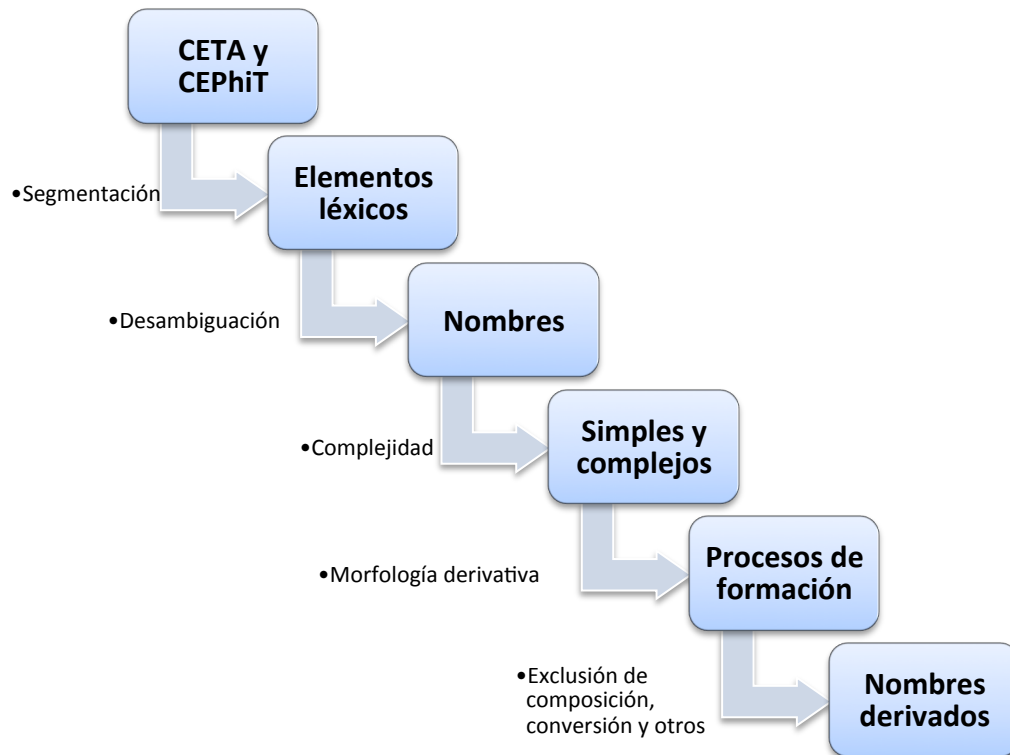 CETA y
CEPhiT
•Segmentación
Elementos
léxicos
•Desambiguación
Nombres
•Complejidad
Simples y
complejos
•Morfología derivativa
Procesos de
formación
•Exclusión de
composición,
conversión y otros
Nombres
derivados